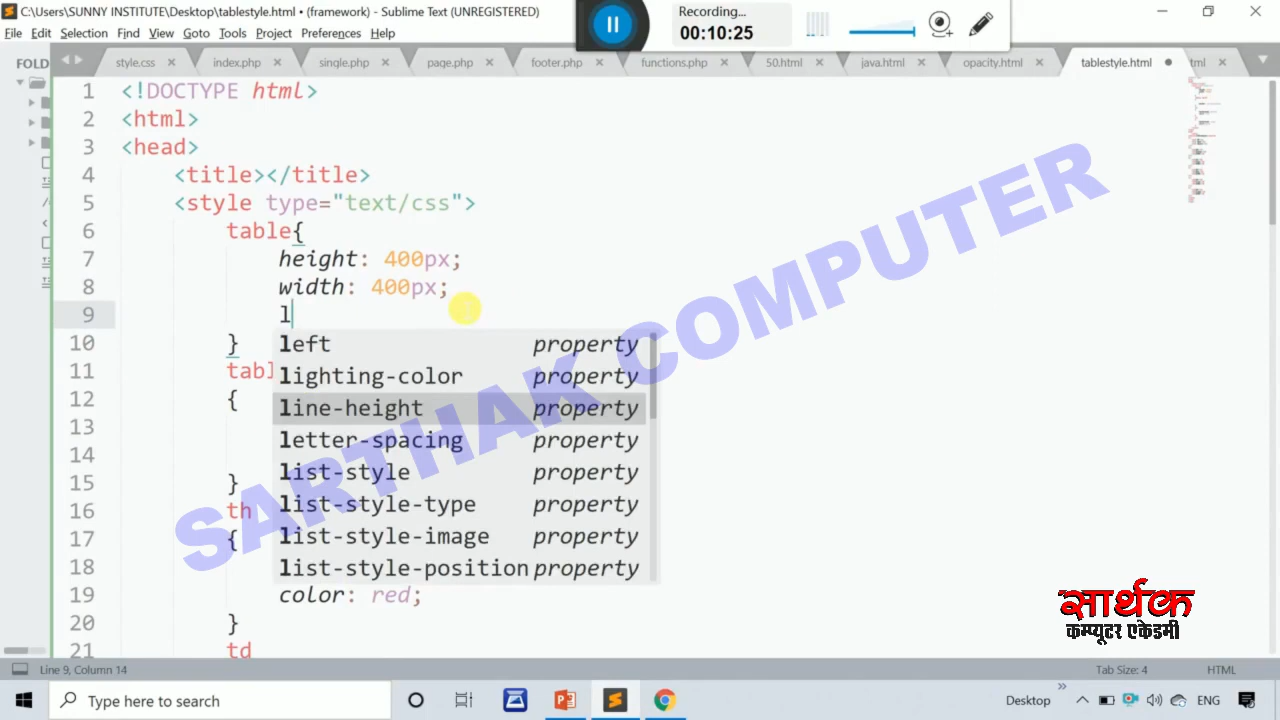 C:\Users\SUNNY INSTITUTE\Desktop\tablestyle.html • (framework) - Sublime Text (UNREGISTERED)
Recording...
00:10:25
File Edit Selection Find View Goto Tools Project Preferences Help
FOLD
style.css index.php single.php page.php footer.php functions.php 50.html java.html opacity.html tablestyle.html tml
1 <!DOCTYPE html>
2 <html>
3 <head>
4 <title></title>
5 <style type="text/css">
6 table{
7 height: 400px;
8 width: 400px;
9 l
left property
10 }
lighting-color property
11 tabl
line-height property
12 {
letter-spacing property
13
14
list-style property
15 }
list-style-type property
16 th
list-style-image property
17 {
list-style-position property
18
19 color: red;
20 }
21 td
SARTHAK COMPUTER
सार्थक
कम्प्यूटर एकेडमी
Line 9, Column 14 Tab Size: 4 HTML
Type here to search Desktop ENG